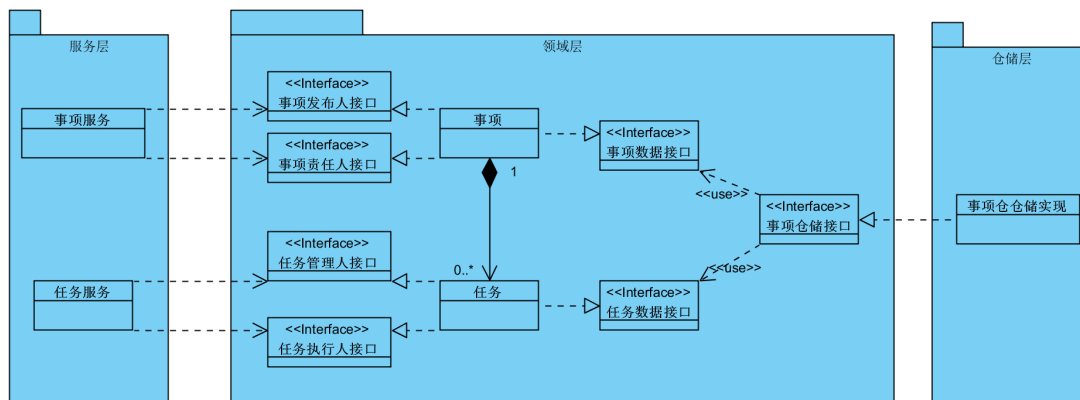 服务层
领域层
仓储层
<<Interface>>
事项发布人接口
事项服务
事项
<<Interface>>
事项数据接口
<<Interface>>
事项责任人接口
1
<<use>>
<<Interface>>
事项仓储接口
事项仓仓储实现
<<Interface>>
任务管理人接口
0..*
<<use>>
任务服务
任务
<<Interface>>
任务数据接口
<<Interface>>
任务执行人接口